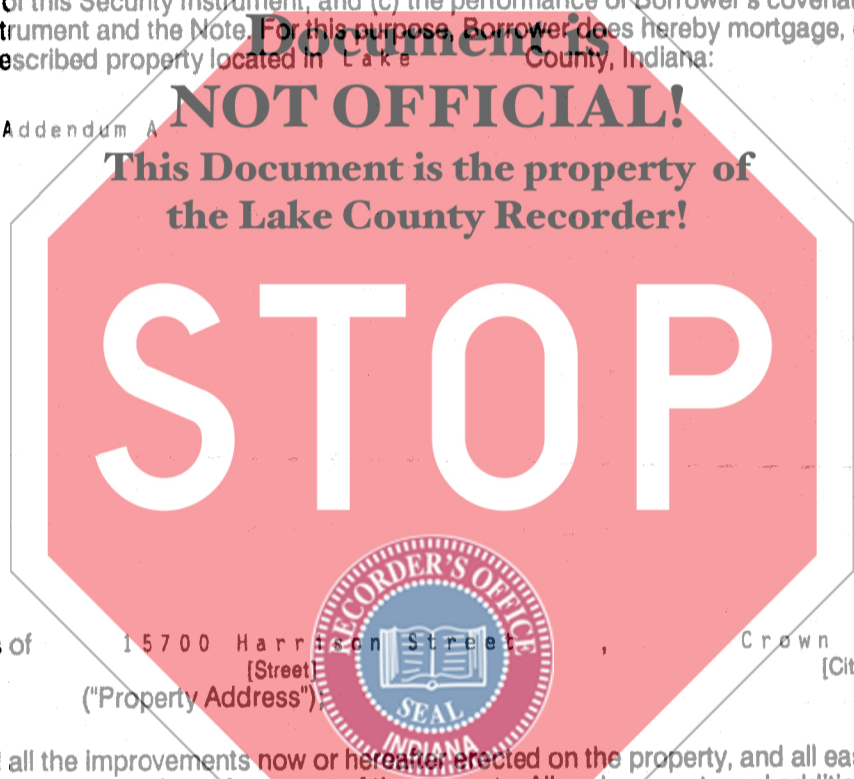 of this Security Instrument, and (c) the performance of Borrower's
trument and the Note. For this purpose, Borrower does hereby mortgage,
escribed property located in Lake County, Indiana:
Document is
NOT OFFICIAL!
Addendum A
This Document is the property of
the Lake County Recorder!
STOP
of 15700 Harrison Street , Crown
[Street] [Cit
("Property Address");
RECORDER'S OFFICE
SEAL
INDIANA
all the improvements now or hereafter erected on the property, and all